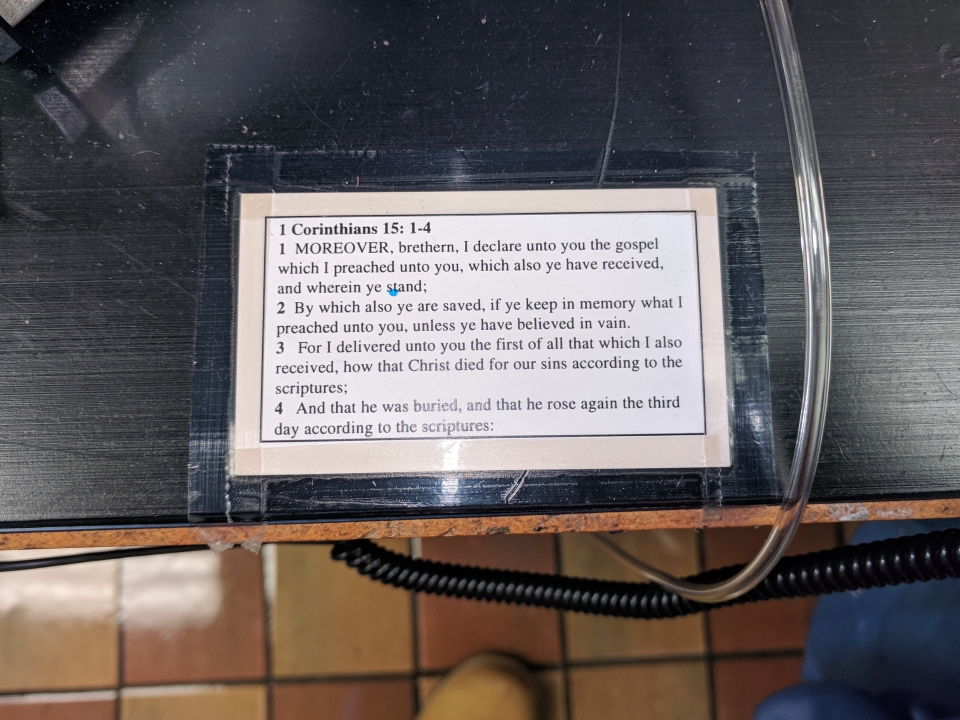 1 Corinthians 15: 1-4
1 MOREOVER, brethern, I declare unto you the gospel
which I preached unto you, which also ye have received,
and wherein ye stand;
2 By which also ye are saved, if ye keep in memory what I
preached unto you, unless ye have believed in vain.
3 For I delivered unto you the first of all that which I also
received, how that Christ died for our sins according to the
scriptures;
4 And that he was buried, and that he rose again the third
day according to the scriptures: